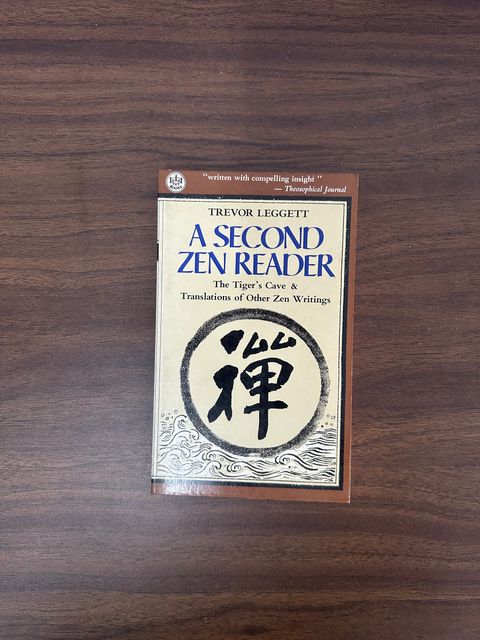 "written with compelling insight"
— Theosophical Journal
TREVOR LEGGETT
A SECOND
ZEN READER
The Tiger's Cave &
Translations of Other Zen Writings
禅